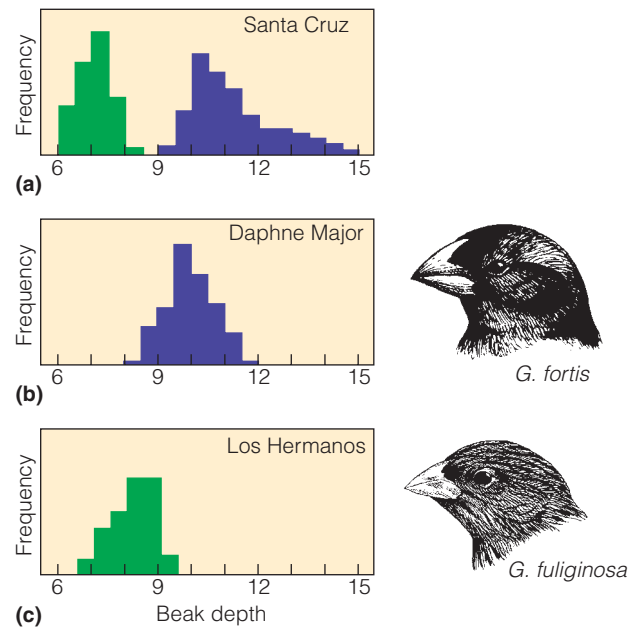 Santa Cruz
Frequency
6 9 12 15
(a)
Daphne Major
Frequency
6 9 12 15
(b)
G. fortis
Los Hermanos
Frequency
6 9 12 15
(c)
Beak depth
G. fuliginosa